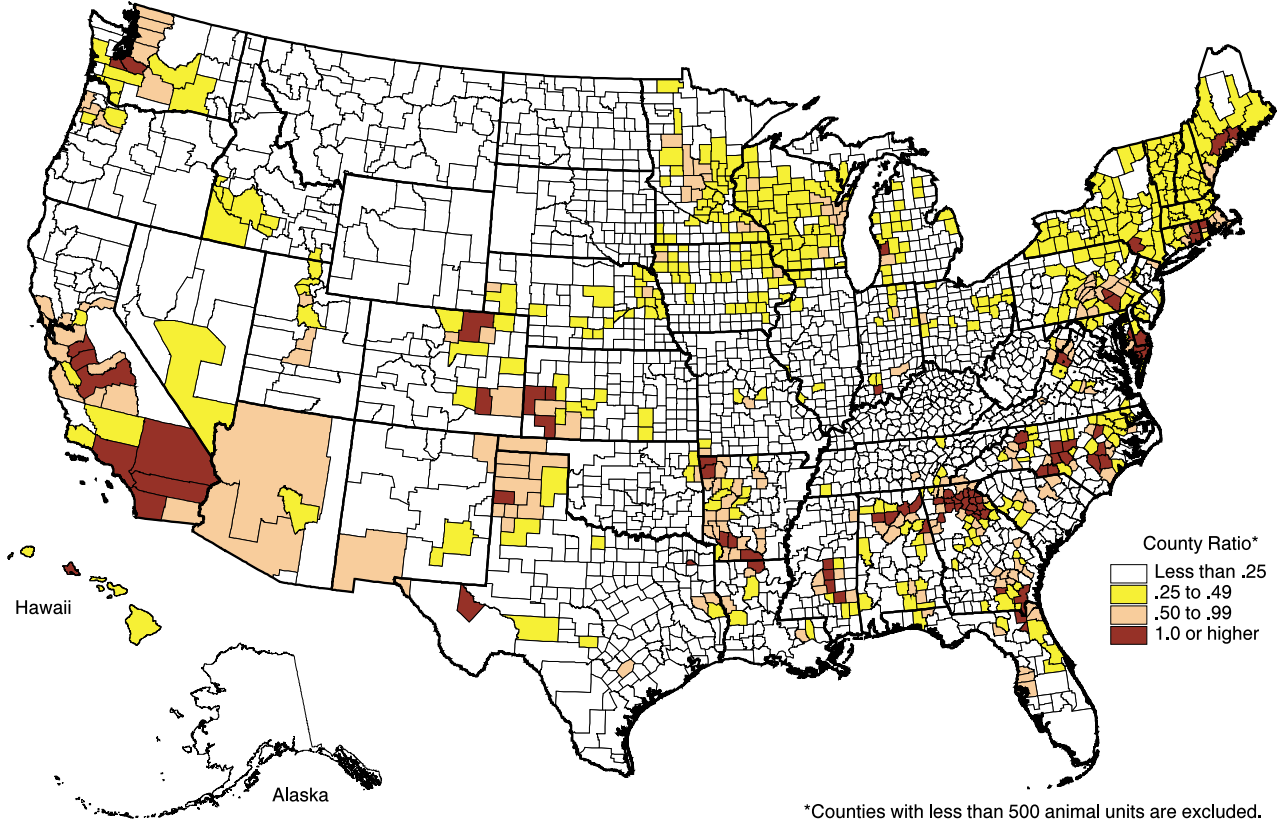 Hawaii
Alaska
County Ratio*
Less than .25
.25 to .49
.50 to .99
1.0 or higher
*Counties with less than 500 animal units are excluded.